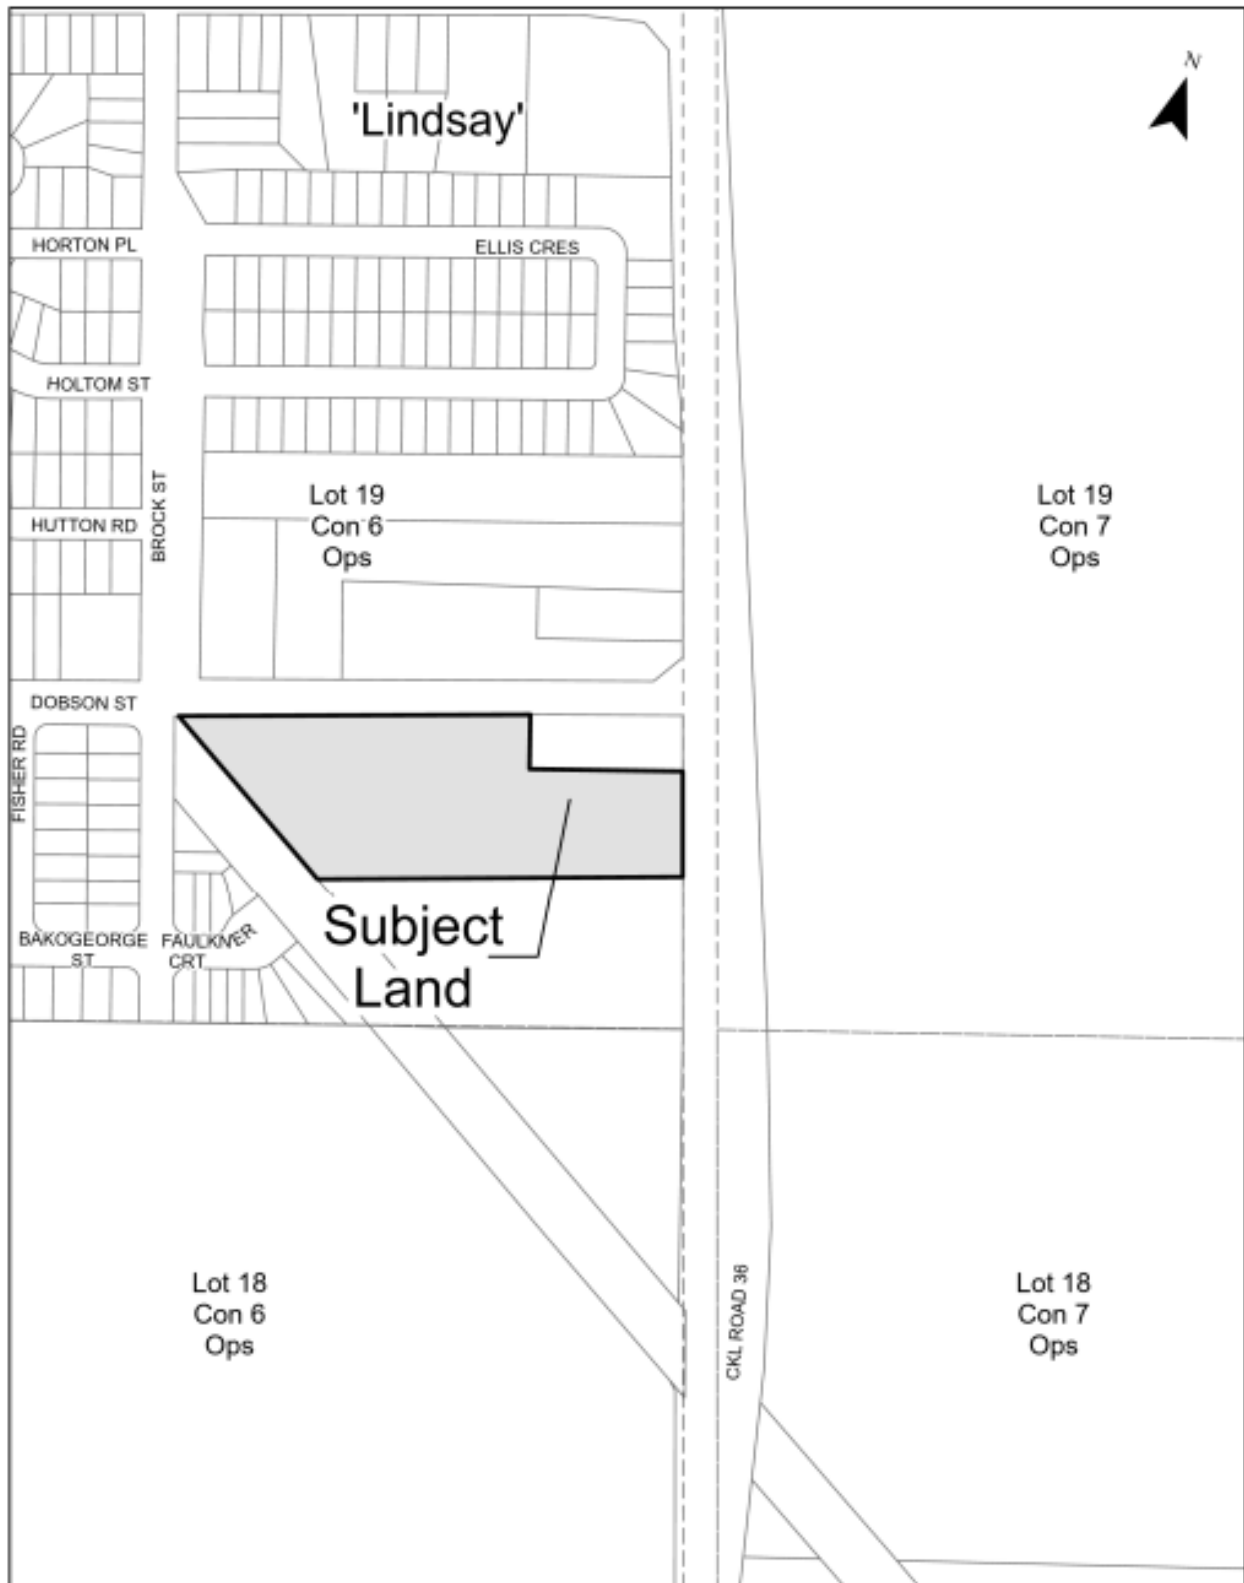 N
'Lindsay'
HORTON PL
ELLIS CRES
HOLTOM ST
BROCK ST
HUTTON RD
Lot 19
Con 6
Ops
Lot 19
Con 7
Ops
DOBSON ST
FISHER RD
BAKOGEORGE
ST
FAULKNER
CRT
Subject
Land
Lot 18
Con 6
Ops
CKL ROAD 36
Lot 18
Con 7
Ops